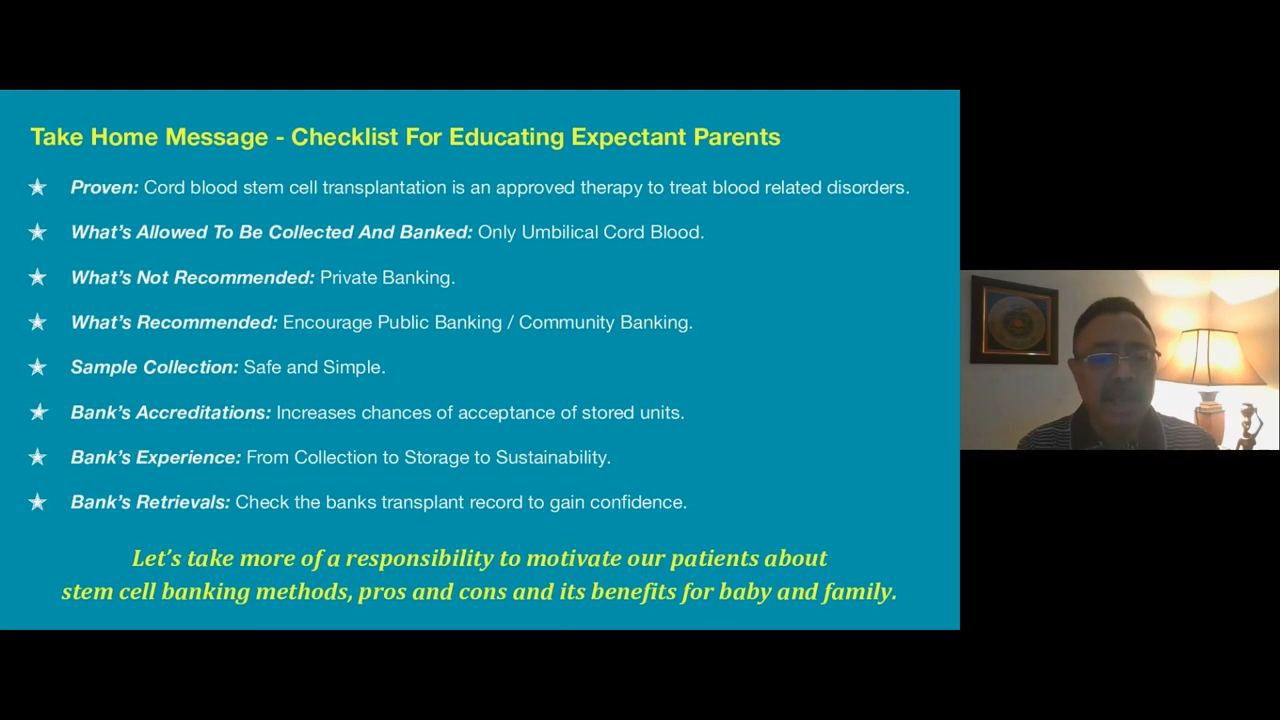 Take Home Message - Checklist For Educating Expectant Parents
Proven: Cord blood stem cell transplantation is an approved therapy to treat blood related disorders.
What's Allowed To Be Collected And Banked: Only Umbilical Cord Blood.
What's Not Recommended: Private Banking.
What's Recommended: Encourage Public Banking / Community Banking.
Sample Collection: Safe and Simple.
Bank's Accreditations: Increases chances of acceptance of stored units.
Bank's Experience: From Collection to Storage to Sustainability.
Bank's Retrievals: Check the banks transplant record to gain confidence.
Let's take more of a responsibility to motivate our patients about
stem cell banking methods, pros and cons and its benefits for baby and family.